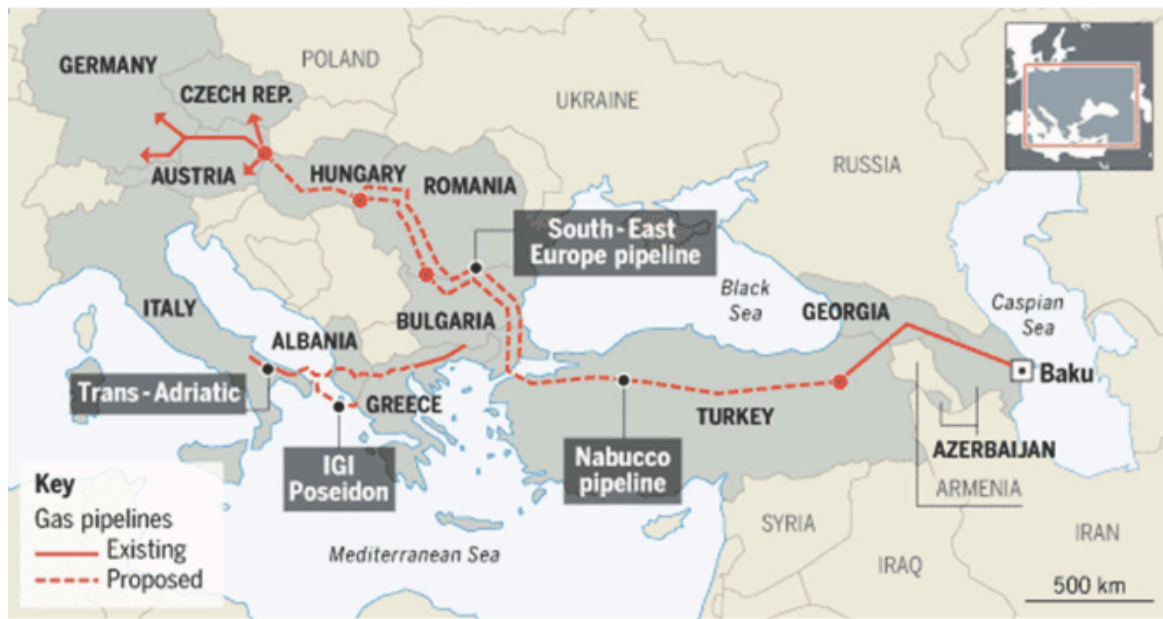 GERMANY
POLAND
CZECH REP.
UKRAINE
RUSSIA
AUSTRIA
HUNGARY
ROMANIA
South-East
Europe pipeline
Black
Sea
Caspian
Sea
ITALY
GEORGIA
BULGARIA
ALBANIA
Baku
Trans-Adriatic
GREECE
TURKEY
AZERBAIJAN
ARMENIA
IGI
Poseidon
Nabucco
pipeline
Key
Gas pipelines
Existing
Proposed
Mediterranean Sea
SYRIA
IRAQ
IRAN
500 km